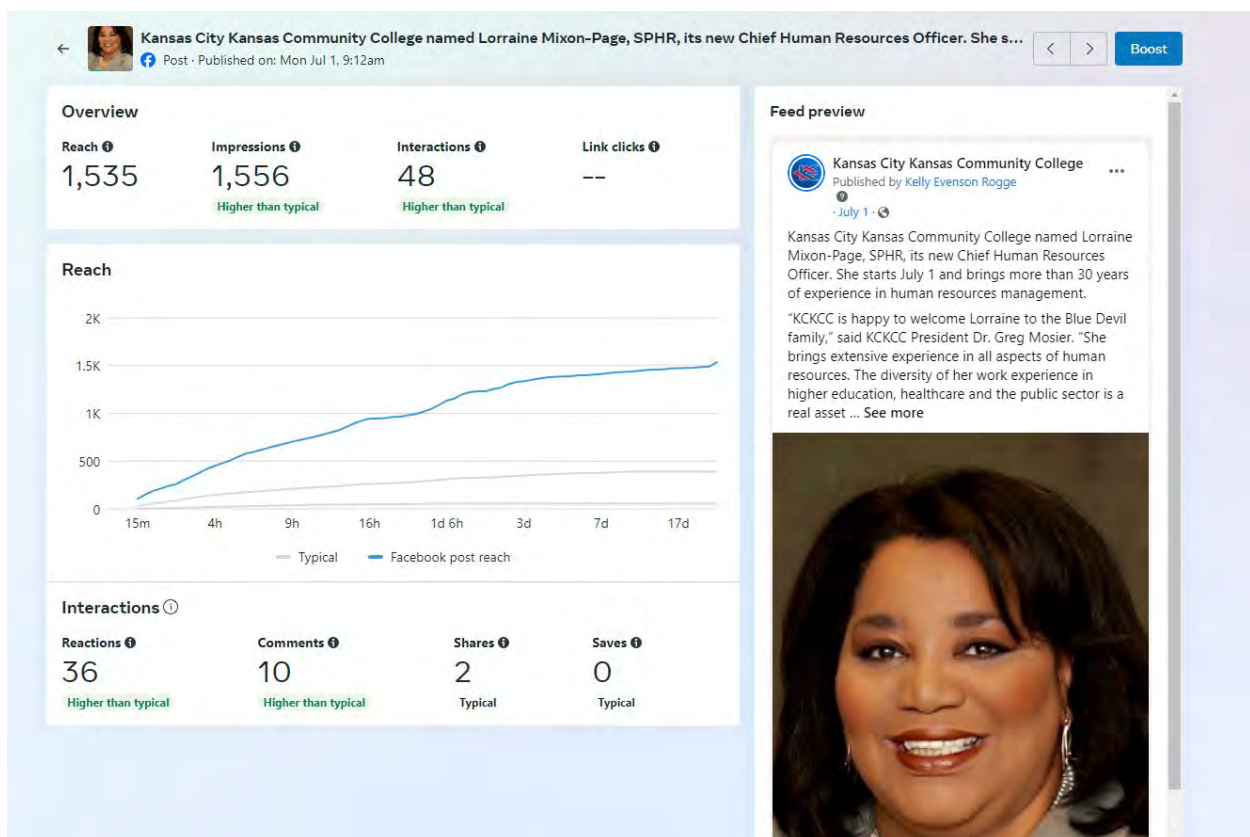 Kansas City Kansas Community College named Lorraine Mixon-Page, SPHR, its new Chief Human Resources Officer. She s...
Post · Published on: Mon Jul 1, 9:12am
Boost
Overview
Reach
Impressions
Interactions
Link clicks
1,535
1,556
48
--
Higher than typical
Higher than typical
Reach
2K
1.5K
1K
500
0
15m
4h
9h
16h
1d 6h
3d
7d
17d
Typical
Facebook post reach
Interactions
Reactions
Comments
Shares
Saves
36
10
2
0
Higher than typical
Higher than typical
Typical
Typical
Feed preview
Kansas City Kansas Community College
Published by Kelly Evenson Rogge
· July 1 ·
Kansas City Kansas Community College named Lorraine
Mixon-Page, SPHR, its new Chief Human Resources
Officer. She starts July 1 and brings more than 30 years
of experience in human resources management.
“KCKCC is happy to welcome Lorraine to the Blue Devil
family,” said KCKCC President Dr. Greg Mosier. “She
brings extensive experience in all aspects of human
resources. The diversity of her work experience in
higher education, healthcare and the public sector is a
real asset ... See more